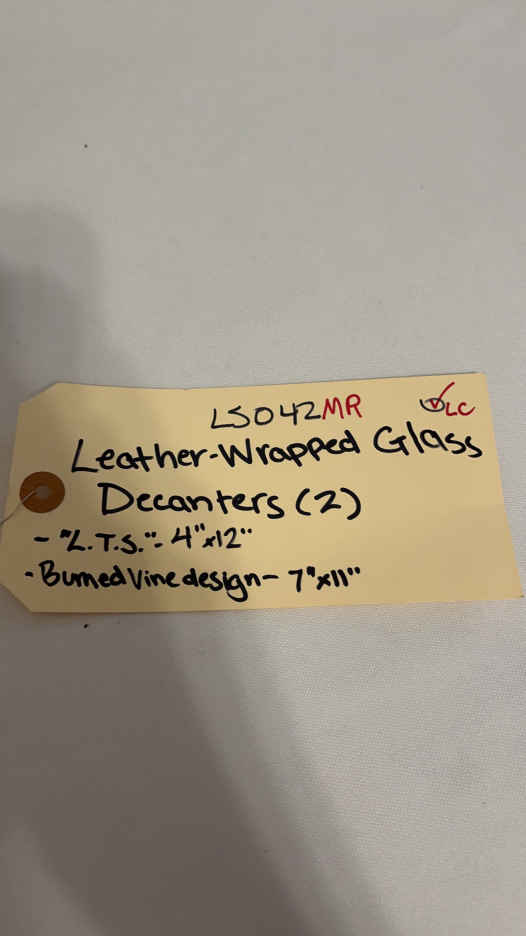 LS042MR LC
Leather-Wrapped Glass
Decanters (2)
- "L.T.S."- 4"x12"
- Burned Vine design- 7"x11"